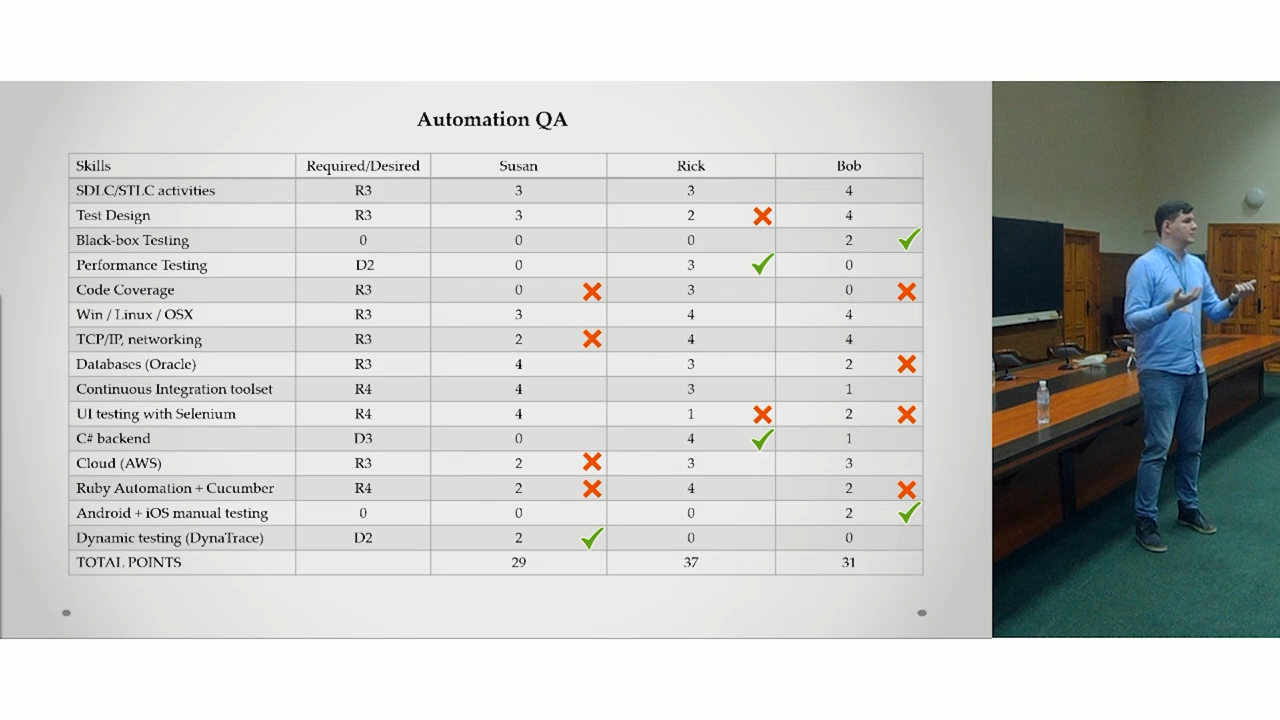 Automation QA
Skills Required/Desired Susan Rick Bob
SDLC/STLC activities R3 3 3 4
Test Design R3 3 2 4
Black-box Testing 0 0 0 2
Performance Testing D2 0 3 0
Code Coverage R3 0 3 0
Win / Linux / OSX R3 3 4 4
TCP/IP, networking R3 2 4 4
Databases (Oracle) R3 4 3 2
Continuous Integration toolset R4 4 3 1
UI testing with Selenium R4 4 1 2
C# backend D3 0 4 1
Cloud (AWS) R3 2 3 3
Ruby Automation + Cucumber R4 2 4 2
Android + iOS manual testing 0 0 0 2
Dynamic testing (DynaTrace) D2 2 0 0
TOTAL POINTS 29 37 31